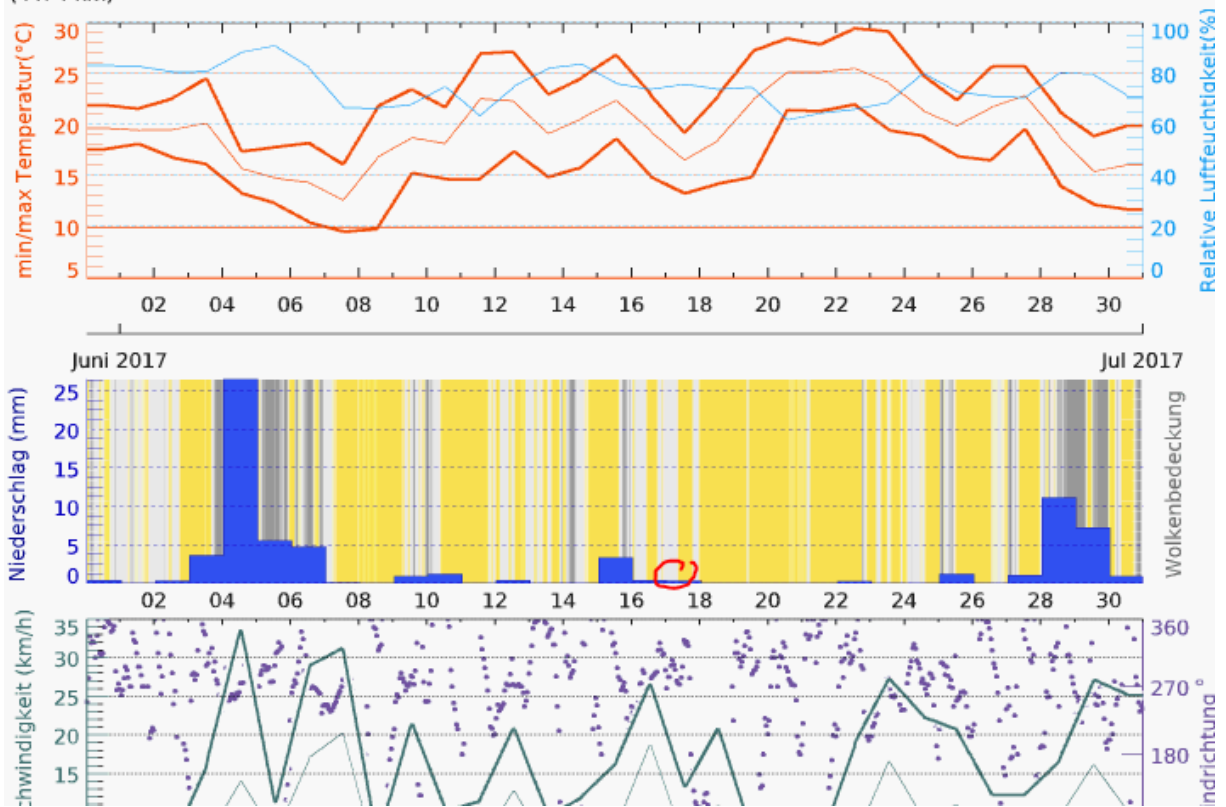 30
25
20
15
10
5
min/max Temperatur(°C)
100
80
60
40
20
0
Relative Luftfeuchtigkeit(%)
02 04 06 08 10 12 14 16 18 20 22 24 26 28 30
Juni 2017 Jul 2017
25
20
15
10
5
0
Niederschlag (mm)
Wolkenbedeckung
02 04 06 08 10 12 14 16 18 20 22 24 26 28 30
35
30
25
20
15
chwindigkeit (km/h)
360
270
180
indrichtung °